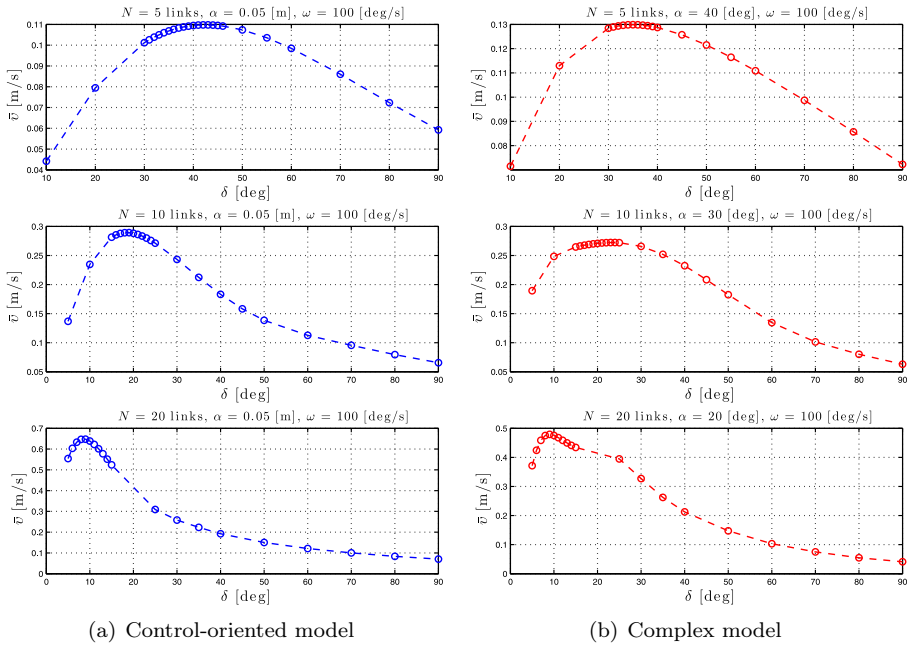 N = 5 links, α = 0.05 [m], ω = 100 [deg/s]
0.11
0.1
0.09
0.08
0.07
0.06
0.05
0.04
v̄ [m/s]
10 20 30 40 50 60 70 80 90
δ [deg]
N = 5 links, α = 40 [deg], ω = 100 [deg/s]
0.13
0.12
0.11
0.1
0.09
0.08
v̄ [m/s]
10 20 30 40 50 60 70 80 90
δ [deg]
N = 10 links, α = 0.05 [m], ω = 100 [deg/s]
0.3
0.25
0.2
0.15
0.1
0.05
v̄ [m/s]
0 10 20 30 40 50 60 70 80 90
δ [deg]
N = 10 links, α = 30 [deg], ω = 100 [deg/s]
0.3
0.25
0.2
0.15
0.1
0.05
v̄ [m/s]
0 10 20 30 40 50 60 70 80 90
δ [deg]
N = 20 links, α = 0.05 [m], ω = 100 [deg/s]
0.7
0.6
0.5
0.4
0.3
0.2
0.1
0
v̄ [m/s]
0 10 20 30 40 50 60 70 80 90
δ [deg]
N = 20 links, α = 20 [deg], ω = 100 [deg/s]
0.5
0.4
0.3
0.2
0.1
0
v̄ [m/s]
0 10 20 30 40 50 60 70 80 90
δ [deg]
(a) Control-oriented model
(b) Complex model